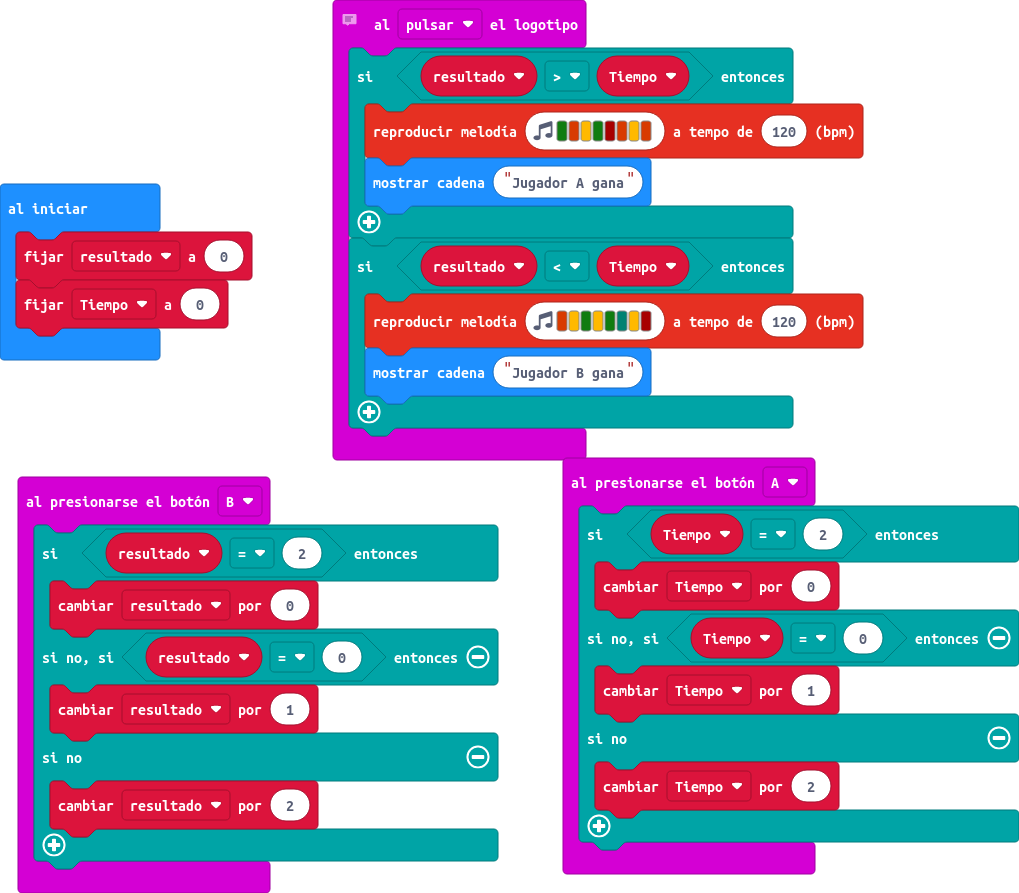 al pulsar el logotipo
si resultado > Tiempo entonces
reproducir melodía a tempo de 120 (bpm)
mostrar cadena "Jugador A gana"
si resultado < Tiempo entonces
reproducir melodía a tempo de 120 (bpm)
mostrar cadena "Jugador B gana"
al iniciar
fijar resultado a 0
fijar Tiempo a 0
al presionarse el botón B
si resultado = 2 entonces
cambiar resultado por 0
si no, si resultado = 0 entonces
cambiar resultado por 1
si no
cambiar resultado por 2
al presionarse el botón A
si Tiempo = 2 entonces
cambiar Tiempo por 0
si no, si Tiempo = 0 entonces
cambiar Tiempo por 1
si no
cambiar Tiempo por 2